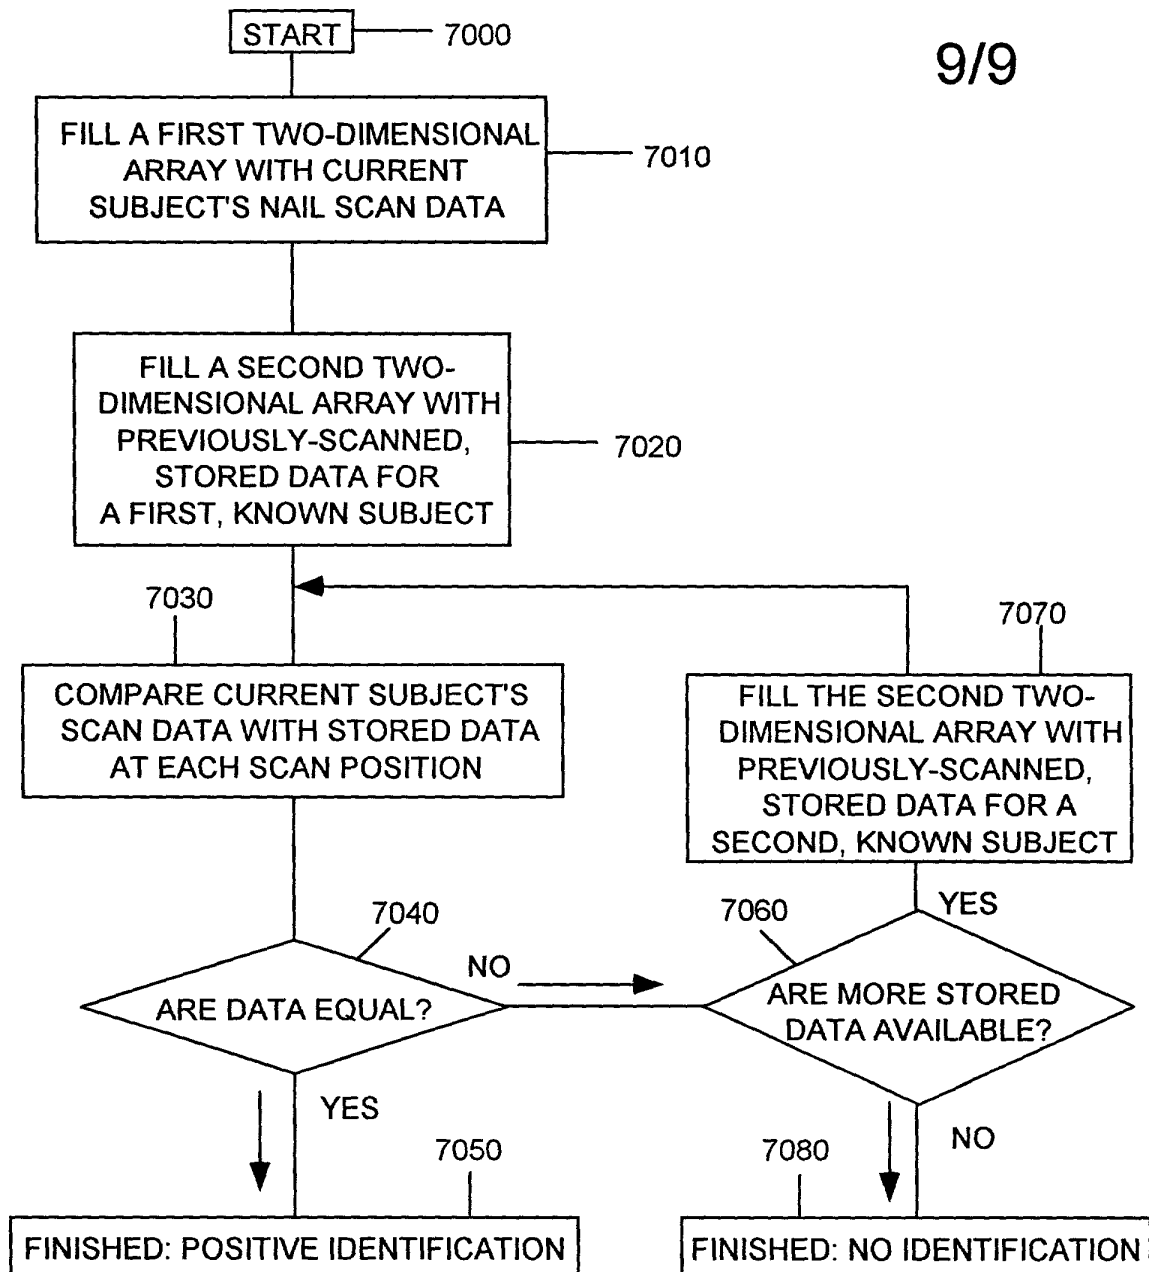 START
7000
9/9
FILL A FIRST TWO-DIMENSIONAL
ARRAY WITH CURRENT
SUBJECT'S NAIL SCAN DATA
7010
FILL A SECOND TWO-
DIMENSIONAL ARRAY WITH
PREVIOUSLY-SCANNED,
STORED DATA FOR
A FIRST, KNOWN SUBJECT
7020
7030
COMPARE CURRENT SUBJECT'S
SCAN DATA WITH STORED DATA
AT EACH SCAN POSITION
7070
FILL THE SECOND TWO-
DIMENSIONAL ARRAY WITH
PREVIOUSLY-SCANNED,
STORED DATA FOR A
SECOND, KNOWN SUBJECT
7040
ARE DATA EQUAL?
NO
7060
YES
ARE MORE STORED
DATA AVAILABLE?
YES
7050
FINISHED: POSITIVE IDENTIFICATION
NO
7080
FINISHED: NO IDENTIFICATION